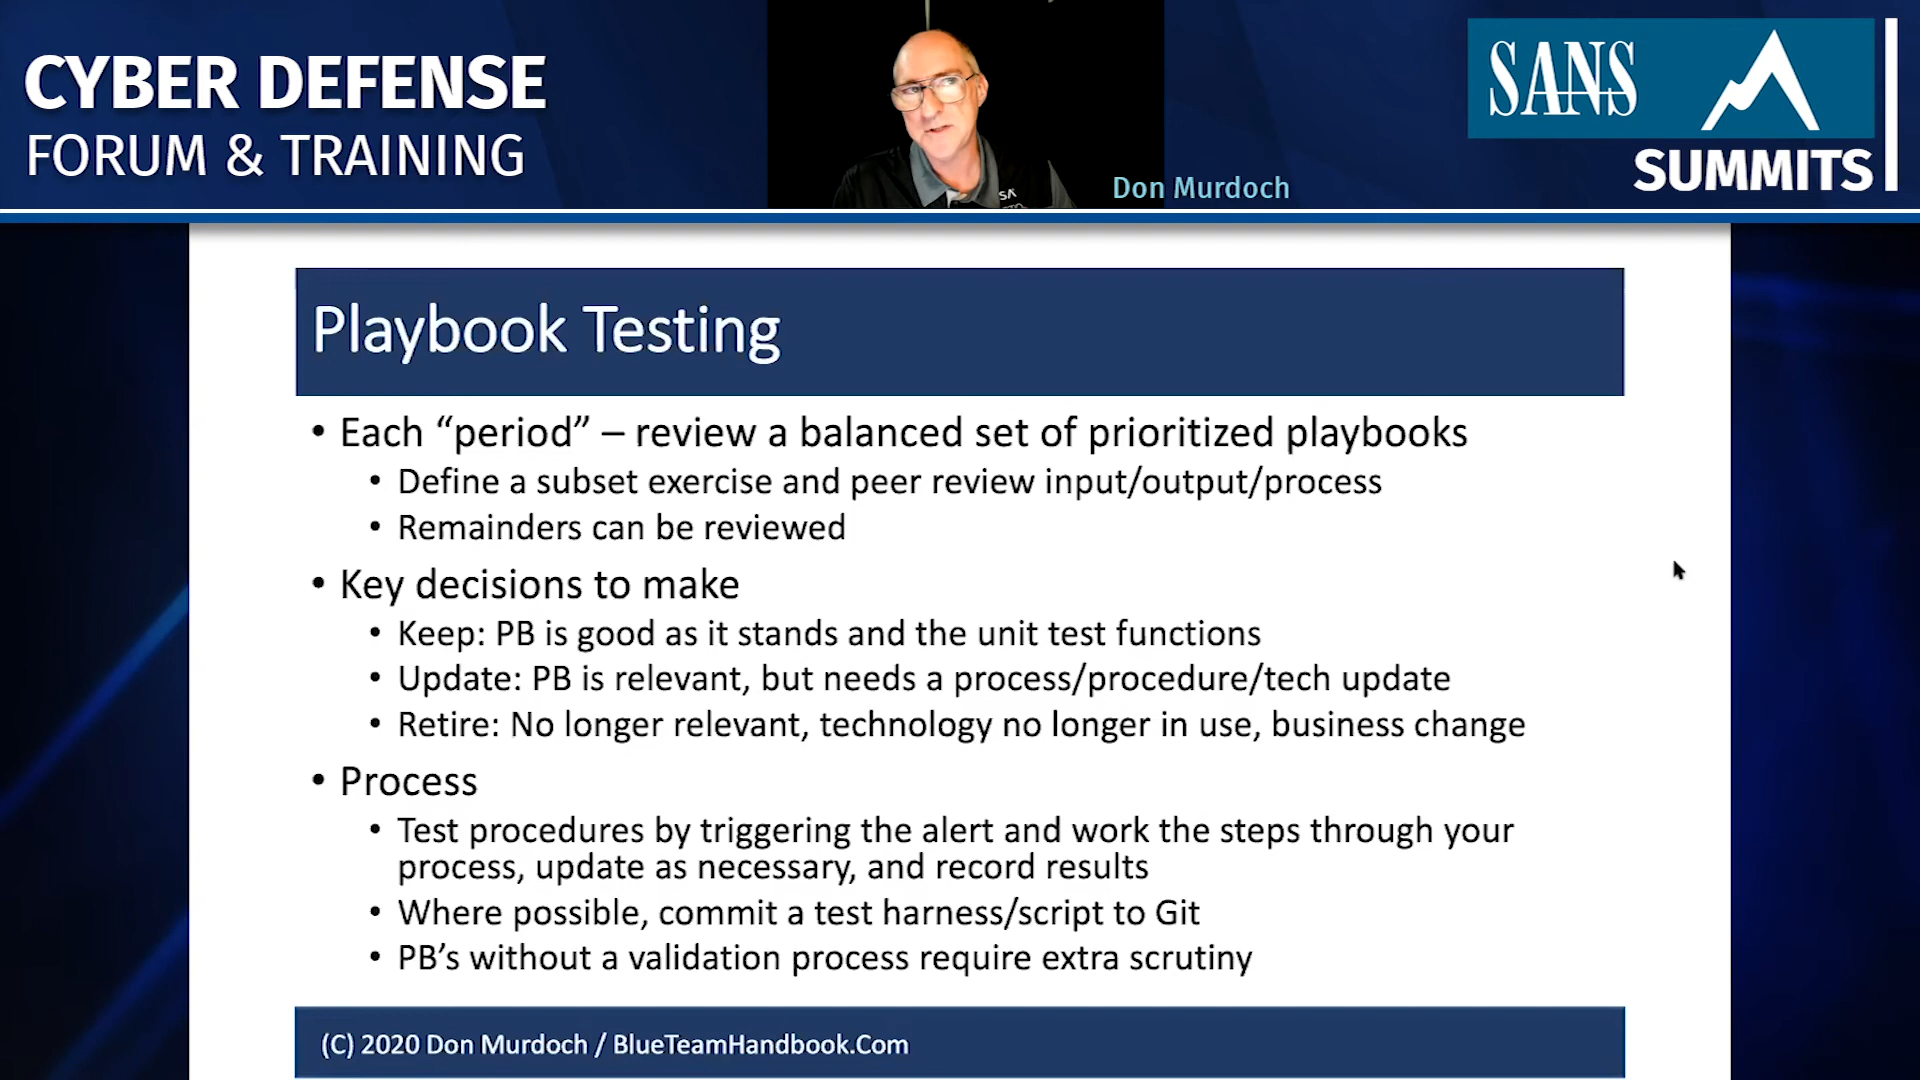 CYBER DEFENSE
FORUM & TRAINING
Don Murdoch
SANS
SUMMITS
Playbook Testing
• Each “period” – review a balanced set of prioritized playbooks
• Define a subset exercise and peer review input/output/process
• Remainders can be reviewed
• Key decisions to make
• Keep: PB is good as it stands and the unit test functions
• Update: PB is relevant, but needs a process/procedure/tech update
• Retire: No longer relevant, technology no longer in use, business change
• Process
• Test procedures by triggering the alert and work the steps through your
process, update as necessary, and record results
• Where possible, commit a test harness/script to Git
• PB’s without a validation process require extra scrutiny
(C) 2020 Don Murdoch / BlueTeamHandbook.Com